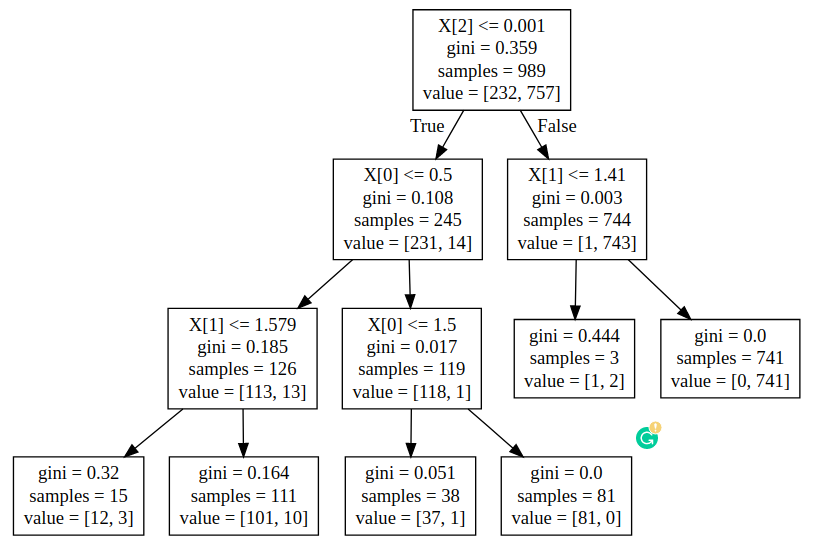 X[2] <= 0.001
gini = 0.359
samples = 989
value = [232, 757]
True
False
X[0] <= 0.5
gini = 0.108
samples = 245
value = [231, 14]
X[1] <= 1.41
gini = 0.003
samples = 744
value = [1, 743]
X[1] <= 1.579
gini = 0.185
samples = 126
value = [113, 13]
X[0] <= 1.5
gini = 0.017
samples = 119
value = [118, 1]
gini = 0.444
samples = 3
value = [1, 2]
gini = 0.0
samples = 741
value = [0, 741]
gini = 0.32
samples = 15
value = [12, 3]
gini = 0.164
samples = 111
value = [101, 10]
gini = 0.051
samples = 38
value = [37, 1]
gini = 0.0
samples = 81
value = [81, 0]